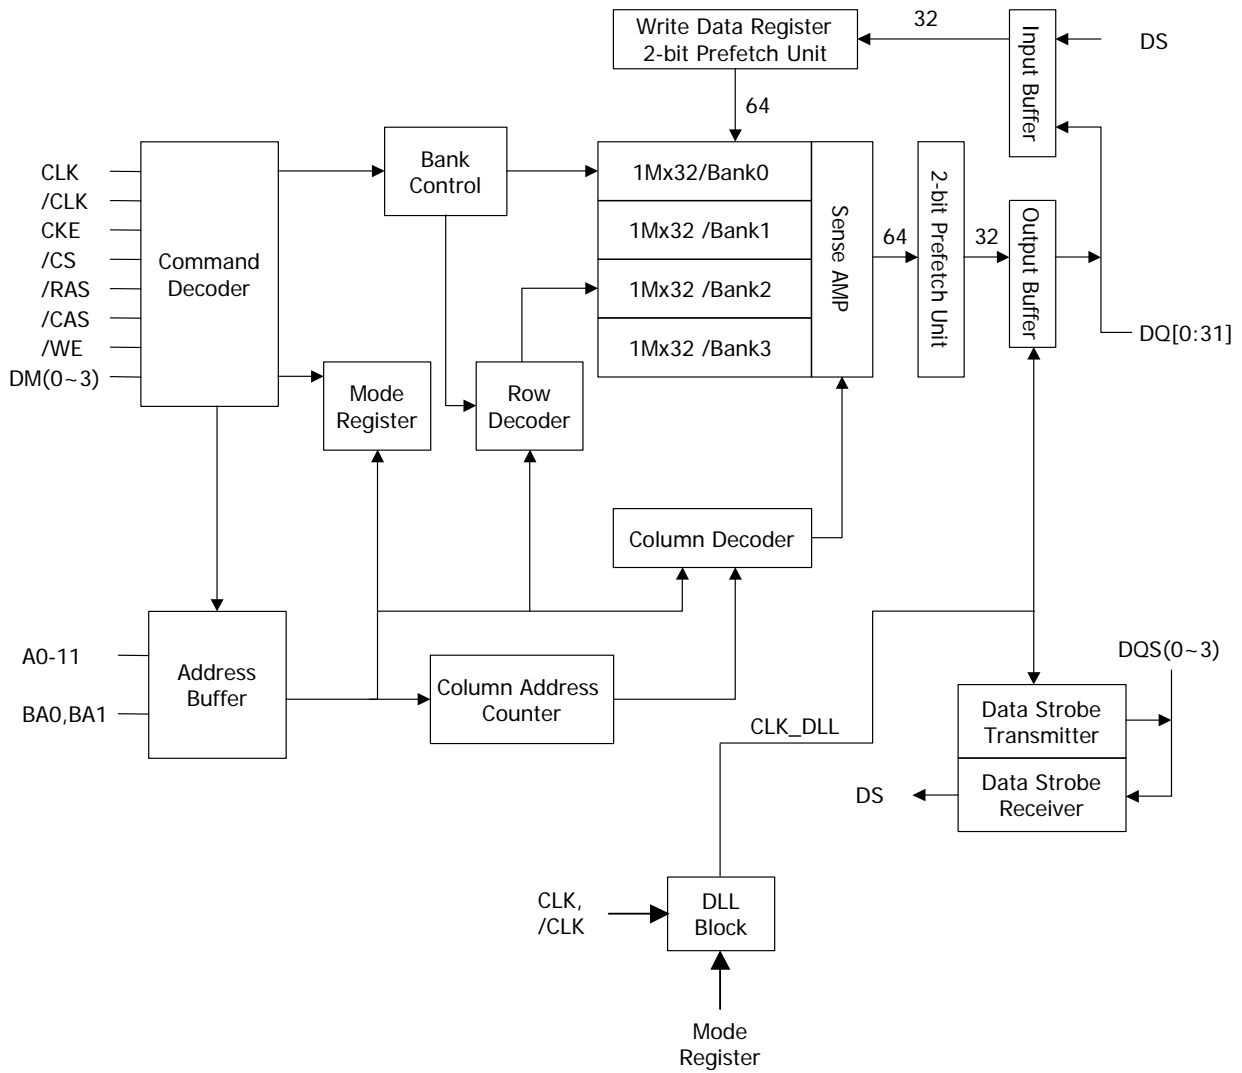 Write Data Register
2-bit Prefetch Unit
32
Input Buffer
DS
64
CLK
/CLK
CKE
/CS
/RAS
/CAS
/WE
DM(0~3)
Command
Decoder
Bank
Control
1Mx32/Bank0
1Mx32 /Bank1
1Mx32 /Bank2
1Mx32 /Bank3
Sense AMP
64
2-bit Prefetch Unit
32
Output Buffer
DQ[0:31]
Mode
Register
Row
Decoder
Column Decoder
A0-11
BA0,BA1
Address
Buffer
Column Address
Counter
CLK_DLL
DQS(0~3)
Data Strobe
Transmitter
Data Strobe
Receiver
DS
CLK,
/CLK
DLL
Block
Mode
Register